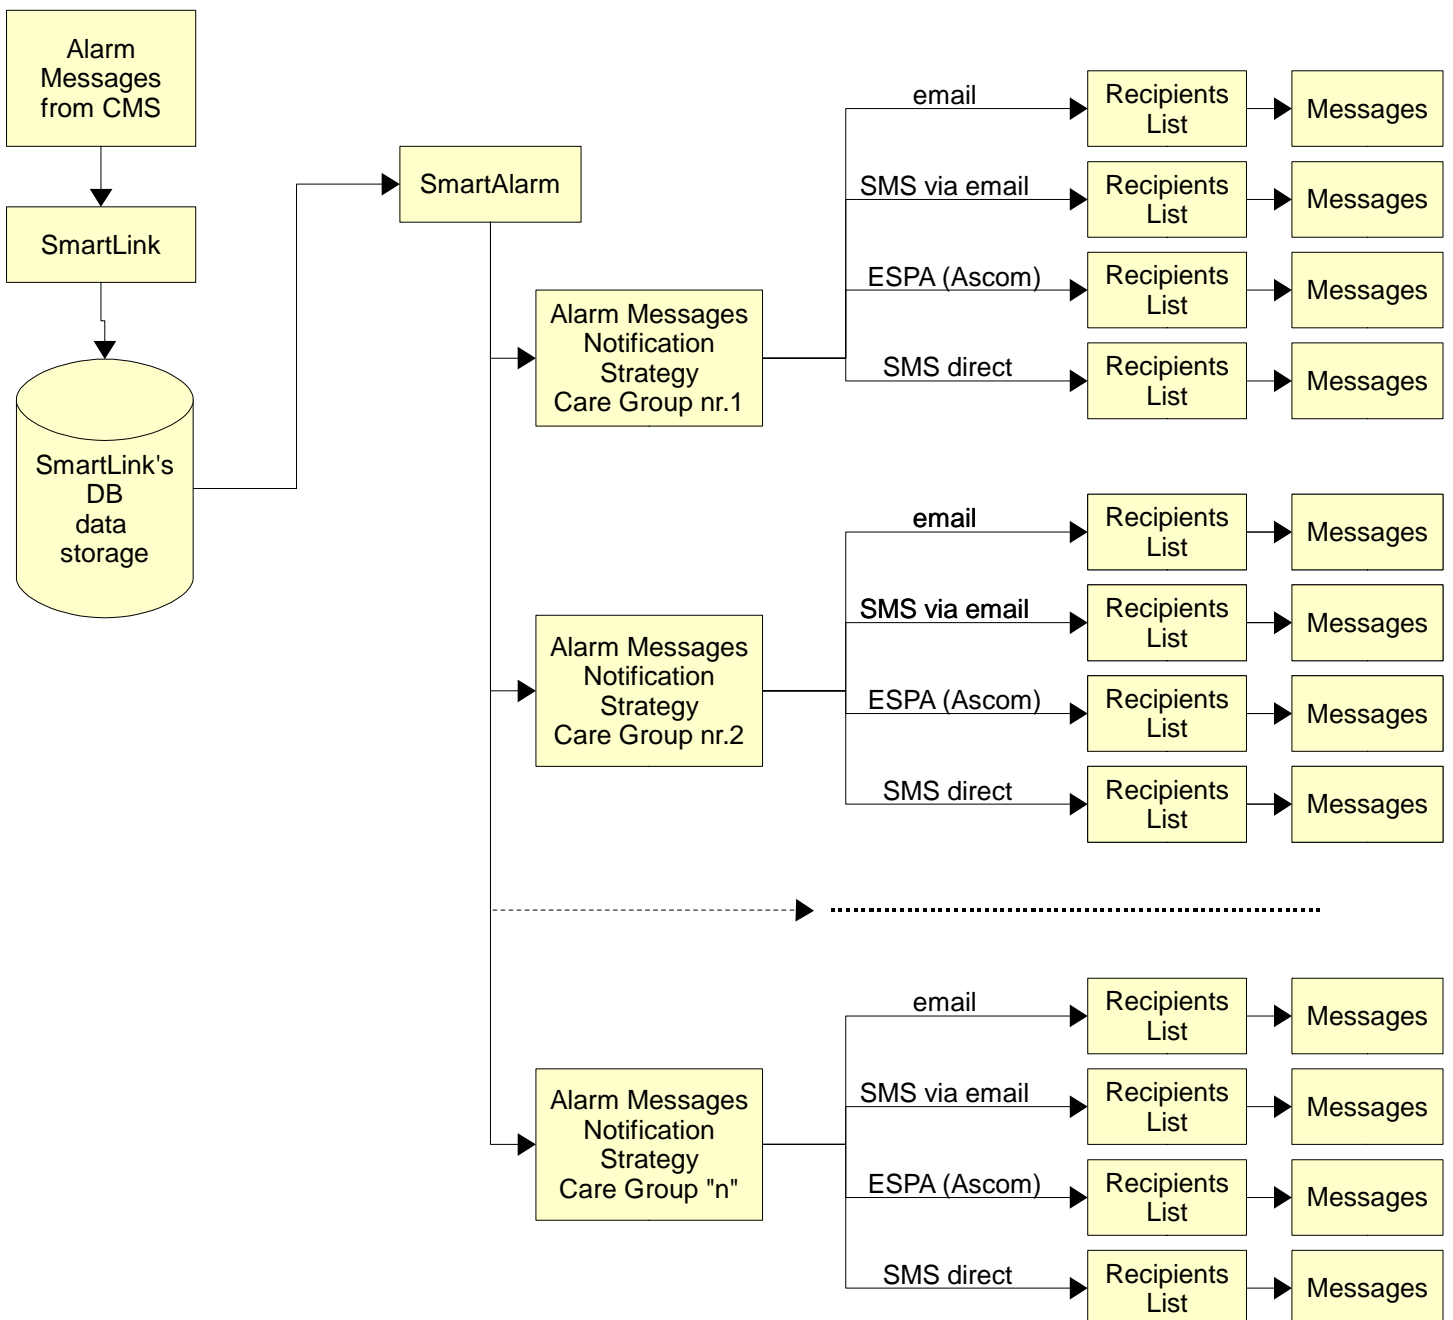 Alarm
Messages
from CMS
SmartLink
SmartLink's
DB
data
storage
SmartAlarm
Alarm Messages
Notification
Strategy
Care Group nr.1
email
Recipients
List
Messages
SMS via email
Recipients
List
Messages
ESPA (Ascom)
Recipients
List
Messages
SMS direct
Recipients
List
Messages
Alarm Messages
Notification
Strategy
Care Group nr.2
email
Recipients
List
Messages
SMS via email
Recipients
List
Messages
ESPA (Ascom)
Recipients
List
Messages
SMS direct
Recipients
List
Messages
Alarm Messages
Notification
Strategy
Care Group "n"
email
Recipients
List
Messages
SMS via email
Recipients
List
Messages
ESPA (Ascom)
Recipients
List
Messages
SMS direct
Recipients
List
Messages